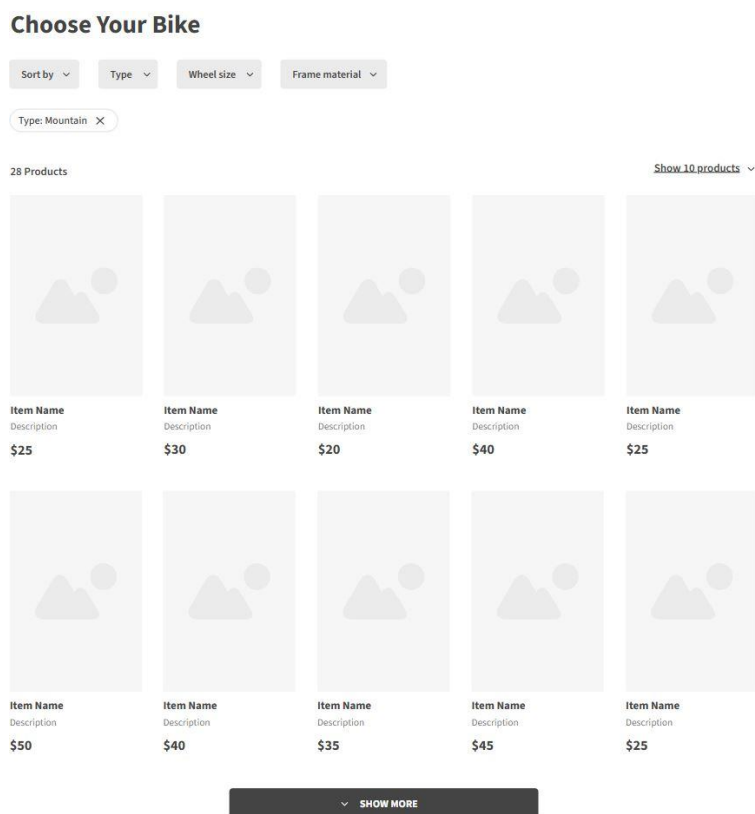 Choose Your Bike
Sort by Type Wheel size Frame material
Type: Mountain
28 Products Show 10 products
Item Name Item Name Item Name Item Name Item Name
Description Description Description Description Description
$25 $30 $20 $40 $25
Item Name Item Name Item Name Item Name Item Name
Description Description Description Description Description
$50 $40 $35 $45 $25
SHOW MORE